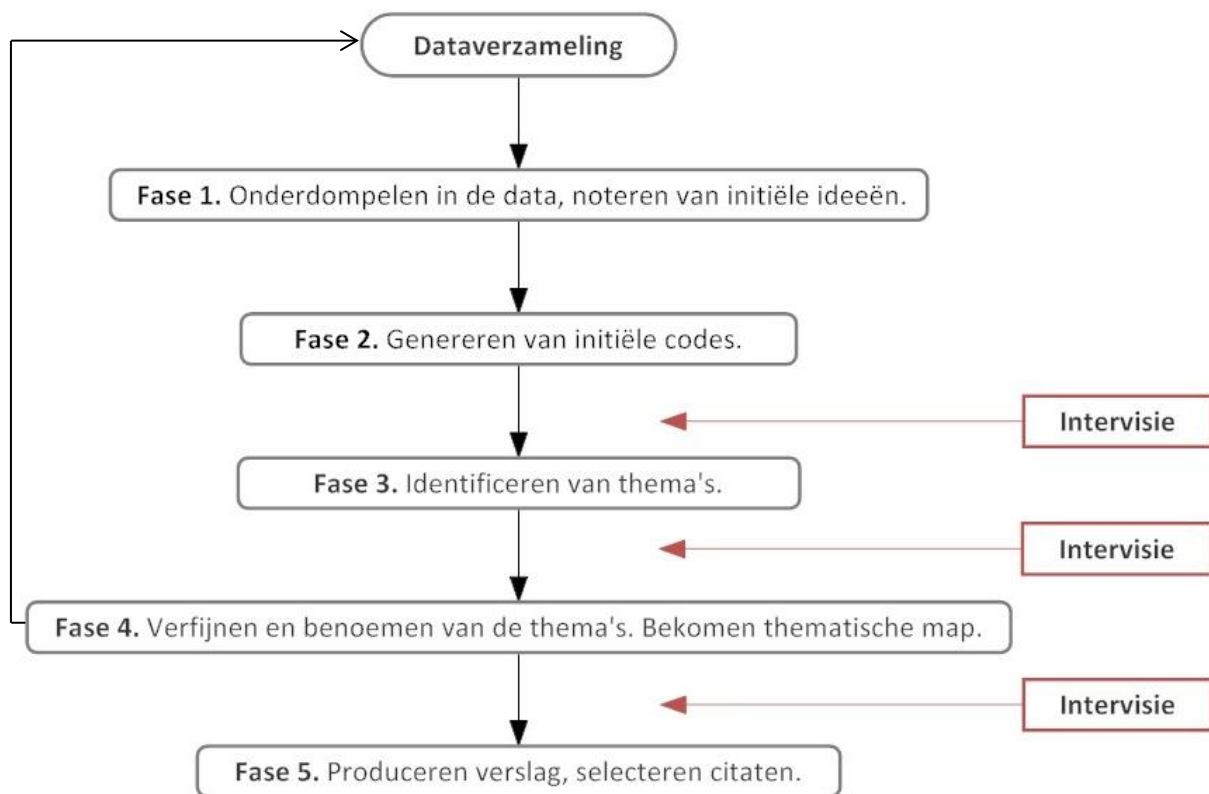 Dataverzameling
Fase 1. Onderdompelen in de data, noteren van initiële ideeën.
Fase 2. Genereren van initiële codes.
Intervisie
Fase 3. Identificeren van thema's.
Intervisie
Fase 4. Verfijnen en benoemen van de thema's. Bekomen thematische map.
Intervisie
Fase 5. Produceren verslag, selecteren citaten.